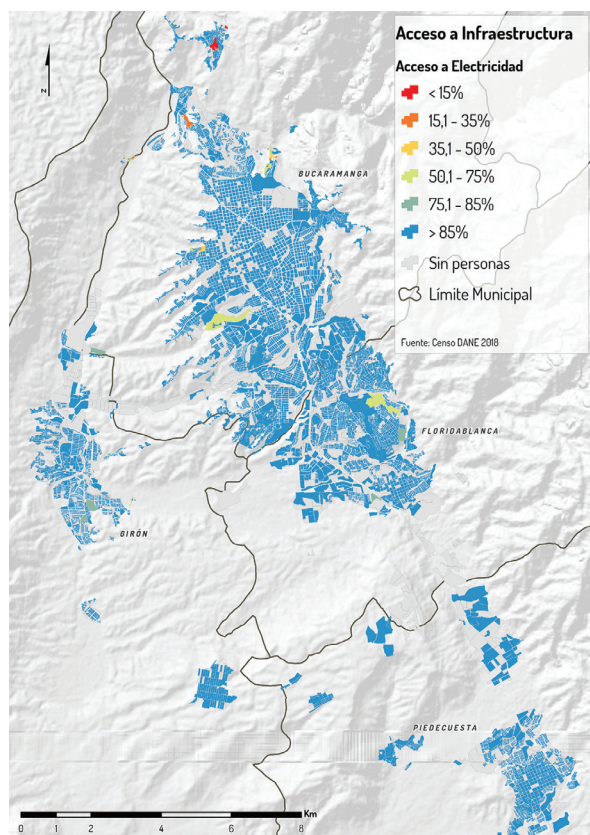 Acceso a Infraestructura
Acceso a Electricidad
< 15%
15,1 - 35%
35,1 - 50%
50,1 - 75%
75,1 - 85%
> 85%
Sin personas
Límite Municipal
Fuente: Censo DANE 2018
N
BUCARAMANGA
FLORIDABLANCA
GIRÓN
PIEDECUESTA
Km
0 1 2 4 6 8